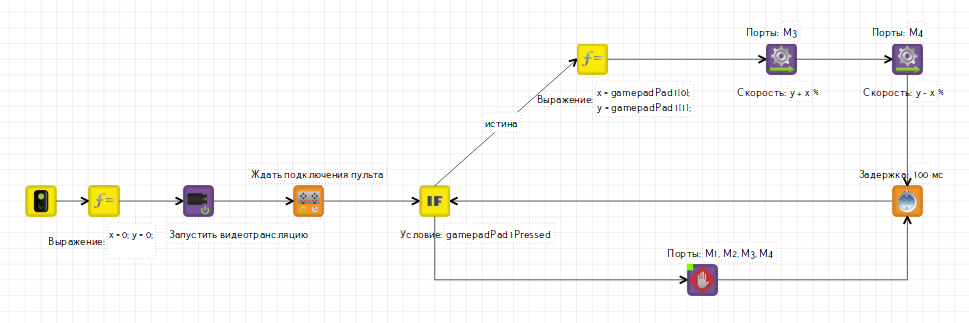 Порты: M3
Порты: M4
f=
Выражение:
x = gamepadPad1[0];
y = gamepadPad1[1];
Скорость: y + x %
Скорость: y - x %
истина
Ждать подключения пульта
Задержка: 100 мс
f=
IF
Выражение:
x = 0; y = 0;
Запустить видеотрансляцию
Условие: gamepadPad1Pressed
Порты: M1, M2, M3, M4